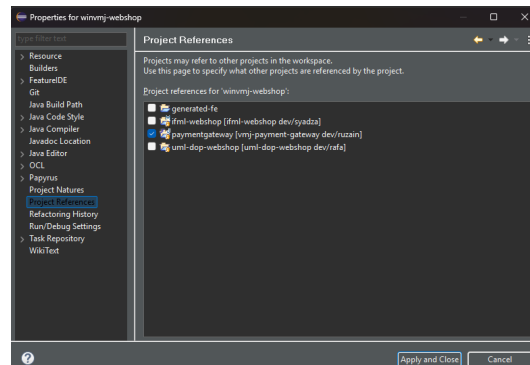 Properties for winvmj-webshop
type filter text
Resource
Builders
FeatureIDE
Git
Java Build Path
Java Code Style
Java Compiler
Javadoc Location
Java Editor
OCL
Papyrus
Project Natures
Project References
Refactoring History
Run/Debug Settings
Task Repository
WikiText
Project References
Projects may refer to other projects in the workspace.
Use this page to specify what other projects are referenced by the project.
Project references for 'winvmj-webshop':
generated-fe
ifml-webshop [ifml-webshop dev/syadza]
paymentgateway [vmj-payment-gateway dev/ruzain]
uml-dop-webshop [uml-dop-webshop dev/rafa]
Apply and Close
Cancel